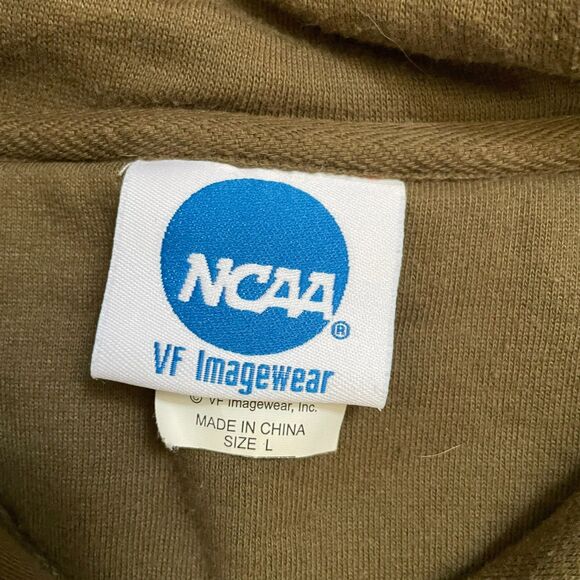 NCAA®
VF Imagewear
© VF Imagewear, Inc.
MADE IN CHINA
SIZE L